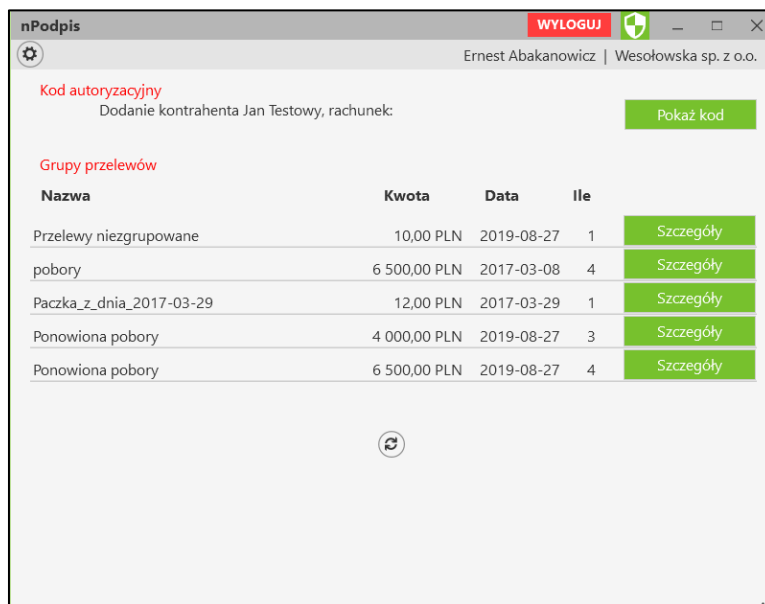 nPodpis WYLOGUJ
Ernest Abakanowicz | Wesołowska sp. z o.o.
Kod autoryzacyjny
Dodanie kontrahenta Jan Testowy, rachunek: Pokaż kod
Grupy przelewów
Nazwa Kwota Data Ile
Przelewy niezgrupowane 10,00 PLN 2019-08-27 1 Szczegóły
pobory 6 500,00 PLN 2017-03-08 4 Szczegóły
Paczka_z_dnia_2017-03-29 12,00 PLN 2017-03-29 1 Szczegóły
Ponowiona pobory 4 000,00 PLN 2019-08-27 3 Szczegóły
Ponowiona pobory 6 500,00 PLN 2019-08-27 4 Szczegóły